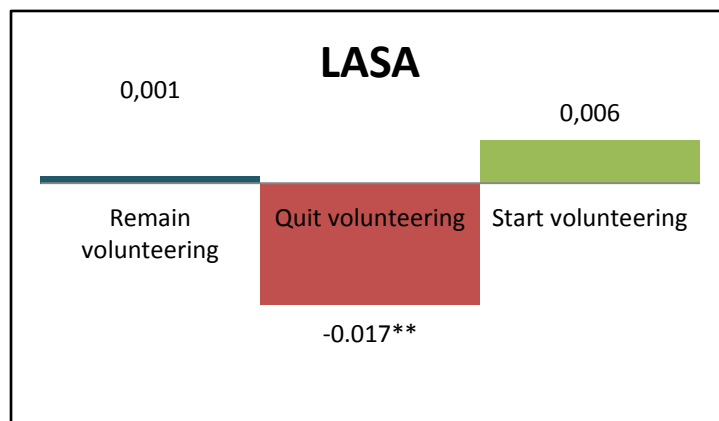 LASA
0,001
0,006
Remain
volunteering
Quit volunteering
Start volunteering
-0.017**